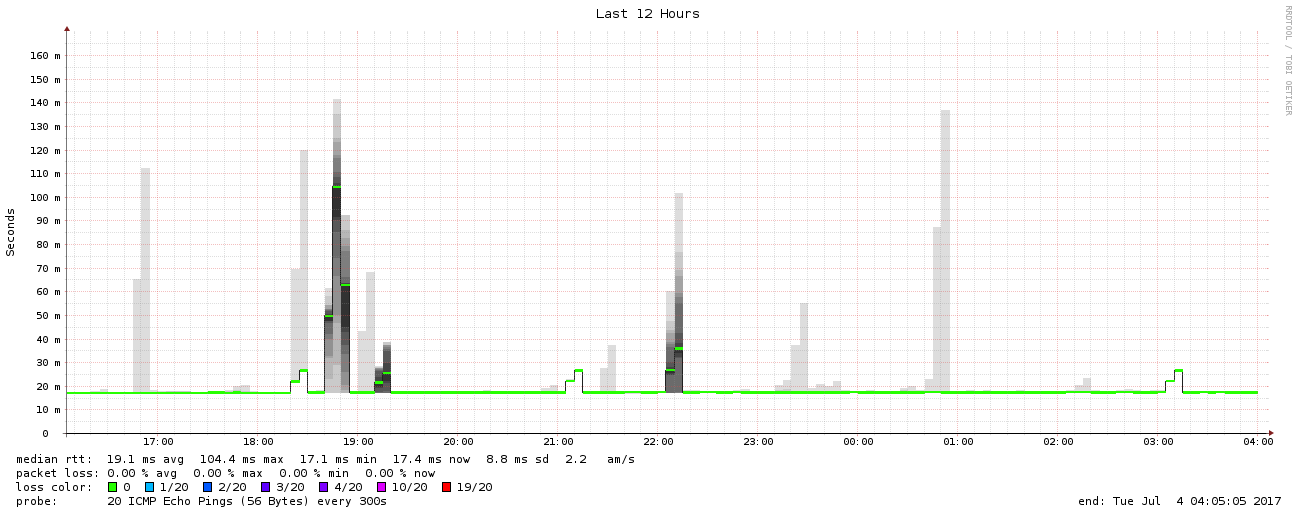 Last 12 Hours
RRDTOOL / TOBI OETIKER
Seconds
160 m
150 m
140 m
130 m
120 m
110 m
100 m
90 m
80 m
70 m
60 m
50 m
40 m
30 m
20 m
10 m
0
17:00 18:00 19:00 20:00 21:00 22:00 23:00 00:00 01:00 02:00 03:00 04:00
median rtt: 19.1 ms avg 104.4 ms max 17.1 ms min 17.4 ms now 8.8 ms sd 2.2 am/s
packet loss: 0.00 % avg 0.00 % max 0.00 % min 0.00 % now
loss color: 0 1/20 2/20 3/20 4/20 10/20 19/20
probe: 20 ICMP Echo Pings (56 Bytes) every 300s end: Tue Jul 4 04:05:05 2017